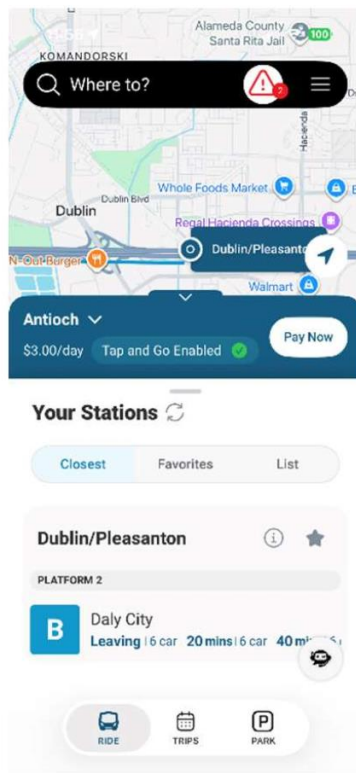 Alameda County
Santa Rita Jail
100
KOMANDORSKI
Where to?
2
Hacienda
Whole Foods Market
Dublin Blvd
Dublin
Regal Hacienda Crossings
Dublin/Pleasant
N-Out Burger
Walmart
Antioch
$3.00/day Tap and Go Enabled
Pay Now
Your Stations
Closest Favorites List
Dublin/Pleasanton
PLATFORM 2
B
Daly City
Leaving | 6 car 20 mins | 6 car 40 m
RIDE TRIPS PARK
P